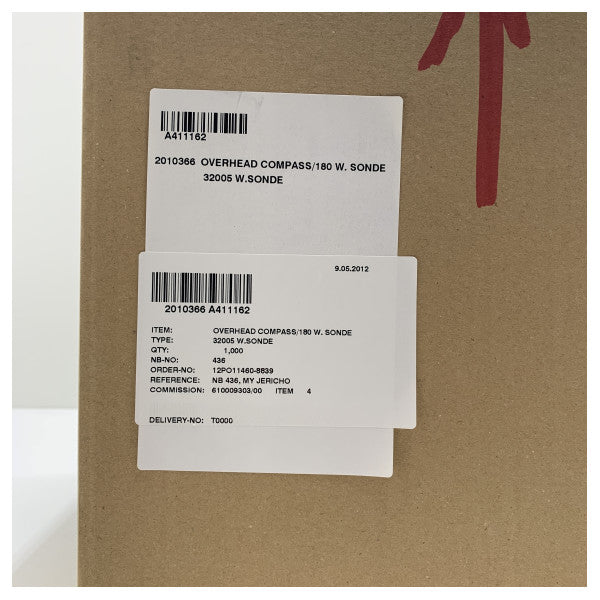 A411162
2010366 OVERHEAD COMPASS/180 W. SONDE
32005 W.SONDE
9.05.2012
2010366 A411162
ITEM: OVERHEAD COMPASS/180 W. SONDE
TYPE: 32005 W.SONDE
QTY: 1,000
NB-NO: 436
ORDER-NO: 12PO11460-8839
REFERENCE: NB 436, MY JERICHO
COMMISSION: 610009303/00 ITEM 4
DELIVERY-NO: T0000